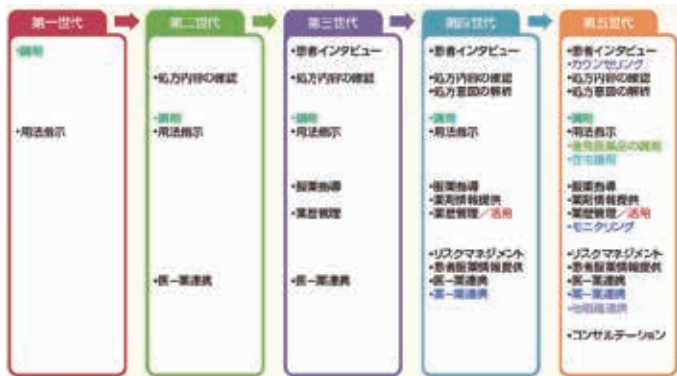 第一世代
・調剤
・用法指示
第二世代
・処方内容の確認
・調剤
・用法指示
・医ー薬連携
第三世代
・患者インタビュー
・処方内容の確認
・調剤
・用法指示
・服薬指導
・薬歴管理
・医ー薬連携
第四世代
・患者インタビュー
・処方内容の確認
・処方意図の解析
・調剤
・用法指示
・服薬指導
・薬剤情報提供
・薬歴管理／活用
・リスクマネジメント
・患者服薬情報提供
・医ー薬連携
・薬ー薬連携
第五世代
・患者インタビュー
・カウンセリング
・処方内容の確認
・処方意図の解析
・調剤
・用法指示
・後発医薬品の調剤
・在宅調剤
・服薬指導
・薬剤情報提供
・薬歴管理／活用
・モニタリング
・リスクマネジメント
・患者服薬情報提供
・医ー薬連携
・薬ー薬連携
・他職種連携
・コンサルテーション